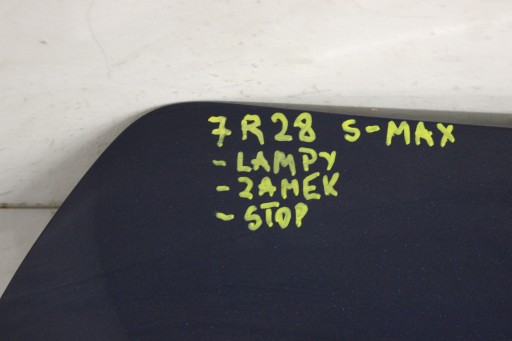 7R28 S-MAX
-LAMPY
-ZAMEK
-STOP